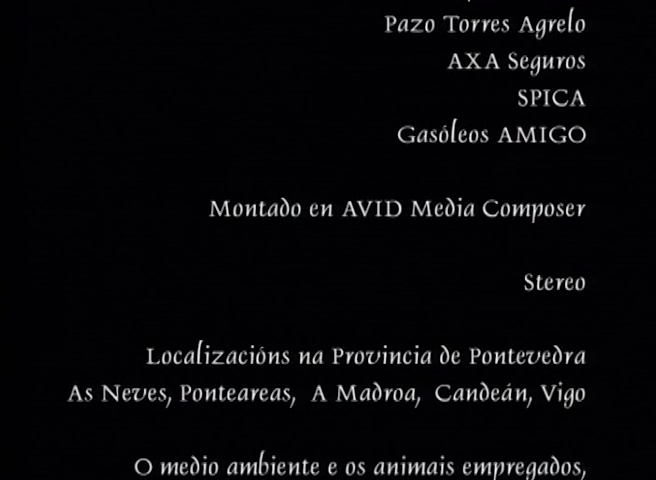 Pazo Torres Agrelo
AXA Seguros
SPICA
Gasóleos AMIGO
Montado en AVID Media Composer
Stereo
Localizacións na Provincia de Pontevedra
As Neves, Ponteareas, A Madroa, Candeán, Vigo
O medio ambiente e os animais empregados,